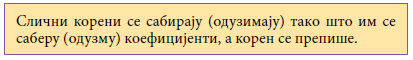 Слични корени се сабирају (одузимају) тако што им се
саберу (одузму) коефицијенти, а корен се препише.